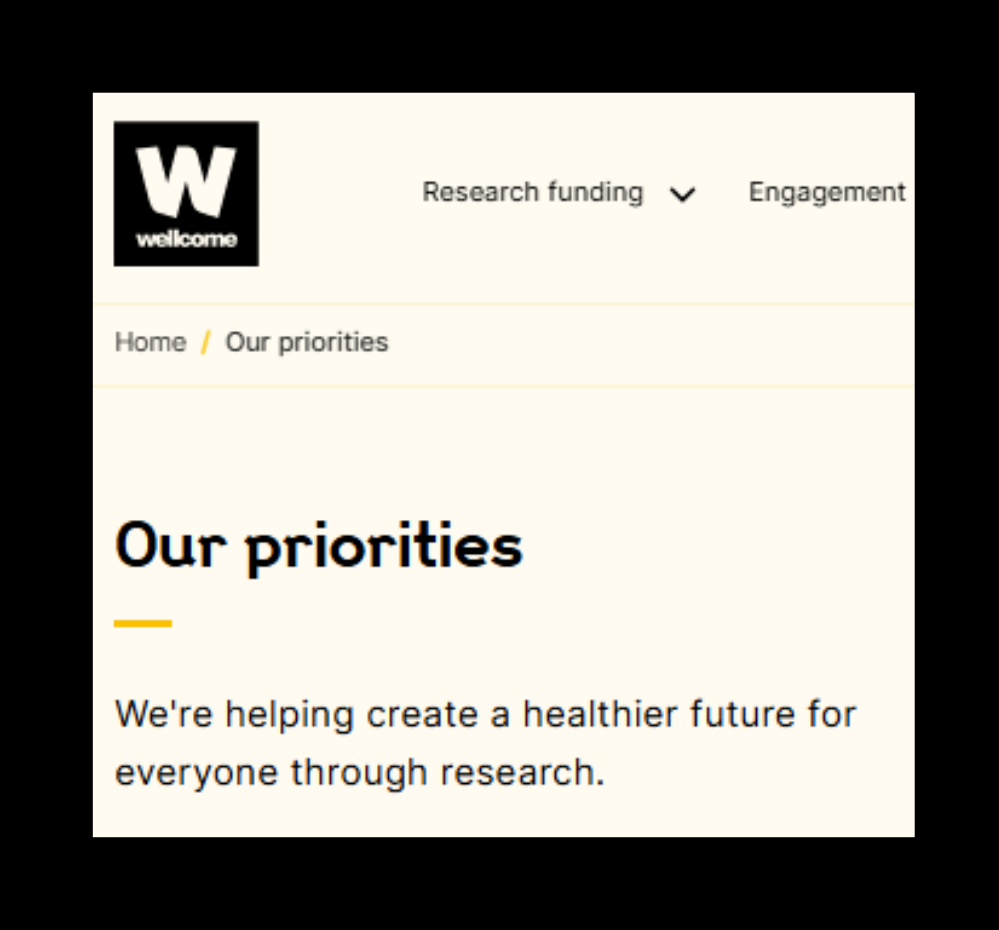 W
wellcome
Research funding Engagement
Home / Our priorities
Our priorities
We're helping create a healthier future for
everyone through research.